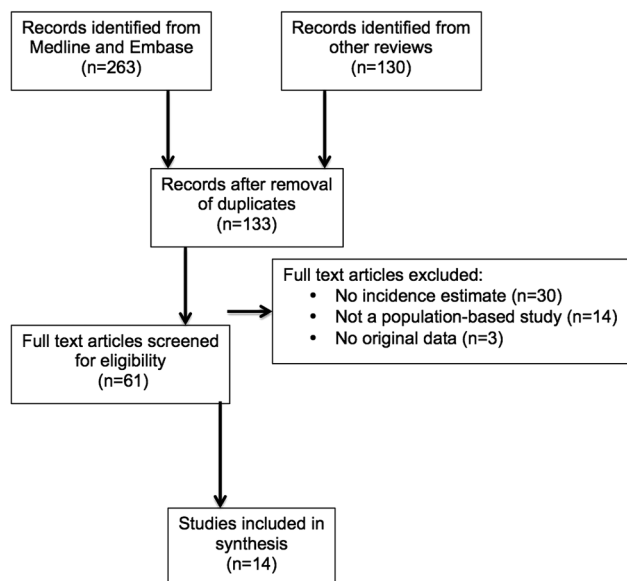 Records identified from
Medline and Embase
(n=263)
Records identified from
other reviews
(n=130)
Records after removal
of duplicates
(n=133)
Full text articles excluded:
• No incidence estimate (n=30)
• Not a population-based study (n=14)
• No original data (n=3)
Full text articles screened
for eligibility
(n=61)
Studies included in
synthesis
(n=14)